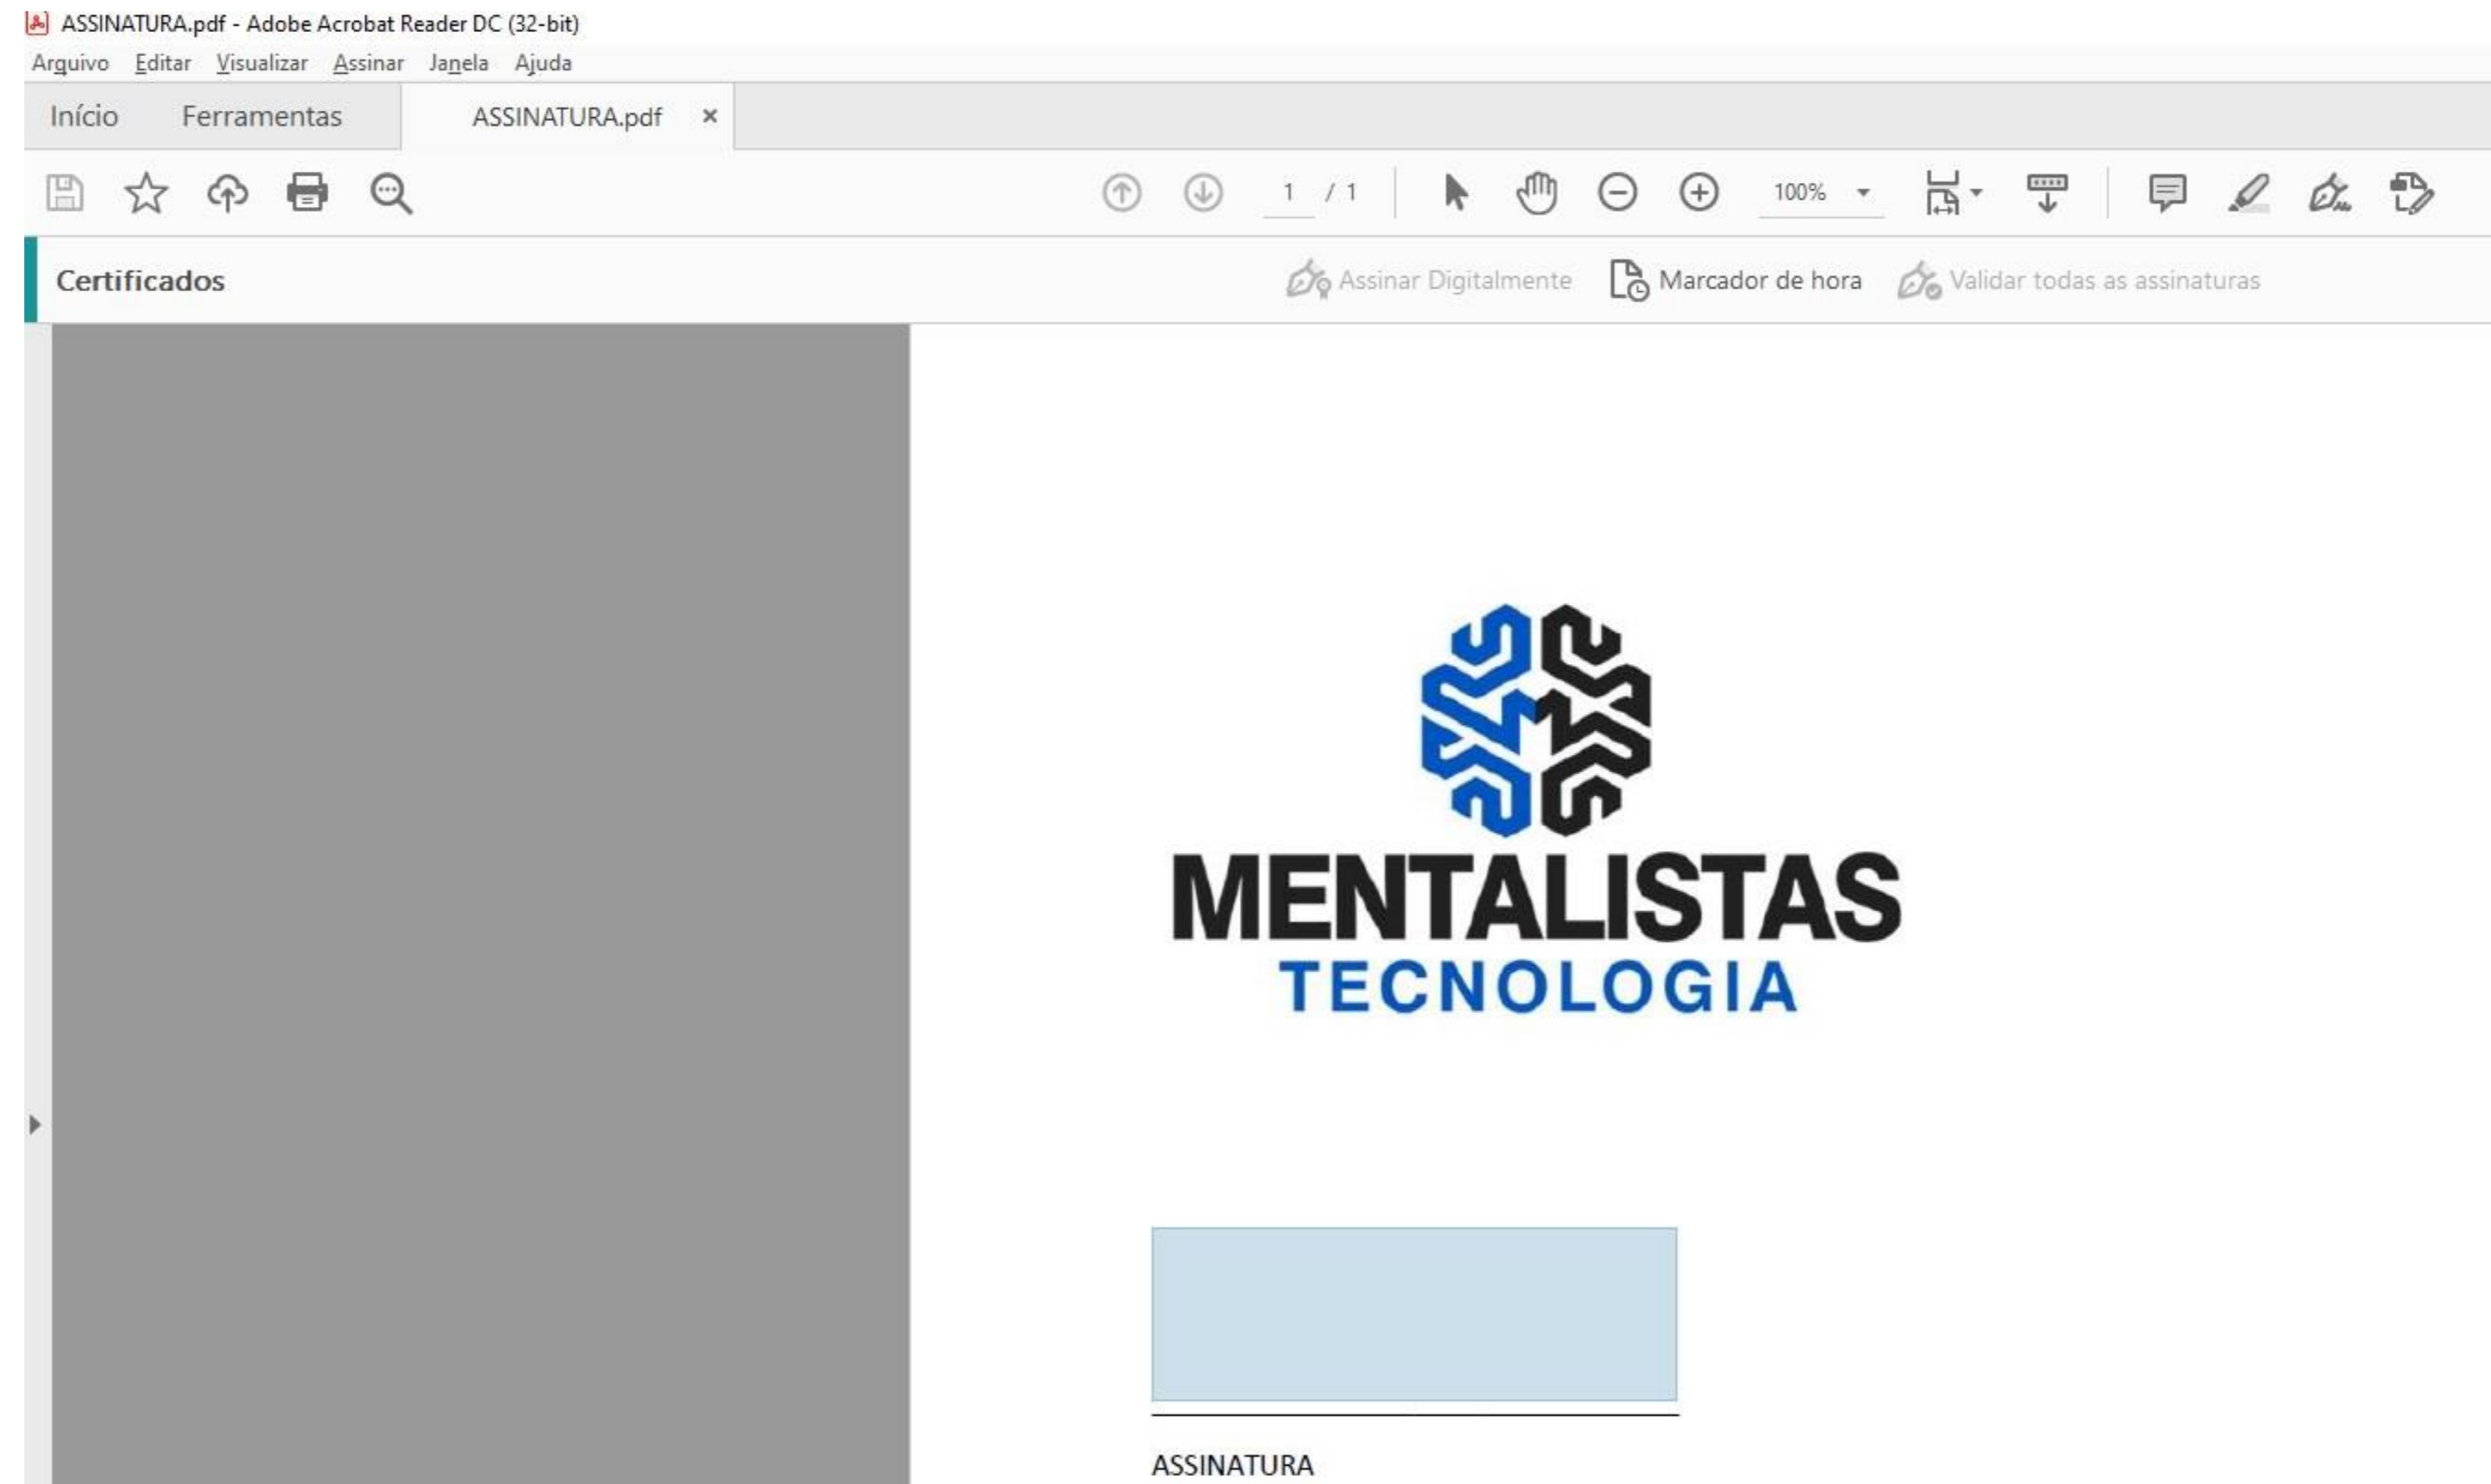 ASSINATURA.pdf - Adobe Acrobat Reader DC (32-bit)
Arquivo Editar Visualizar Assinar Janela Ajuda
Início Ferramentas ASSINATURA.pdf ×
1 / 1 100%
Certificados Assinar Digitalmente Marcador de hora Validar todas as assinaturas
MENTALISTAS
TECNOLOGIA
ASSINATURA